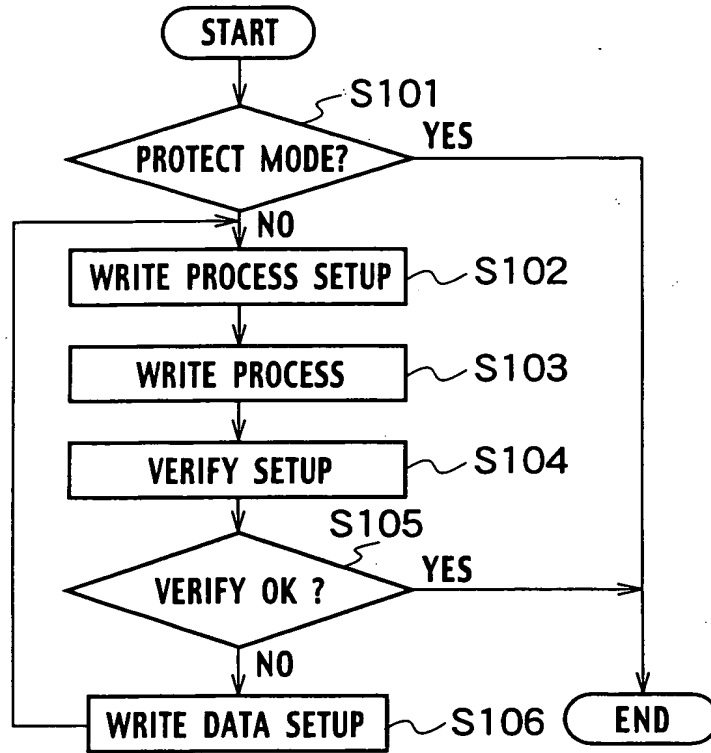 START
S101
PROTECT MODE?
YES
NO
WRITE PROCESS SETUP
S102
WRITE PROCESS
S103
VERIFY SETUP
S104
S105
VERIFY OK ?
YES
NO
WRITE DATA SETUP
S106
END